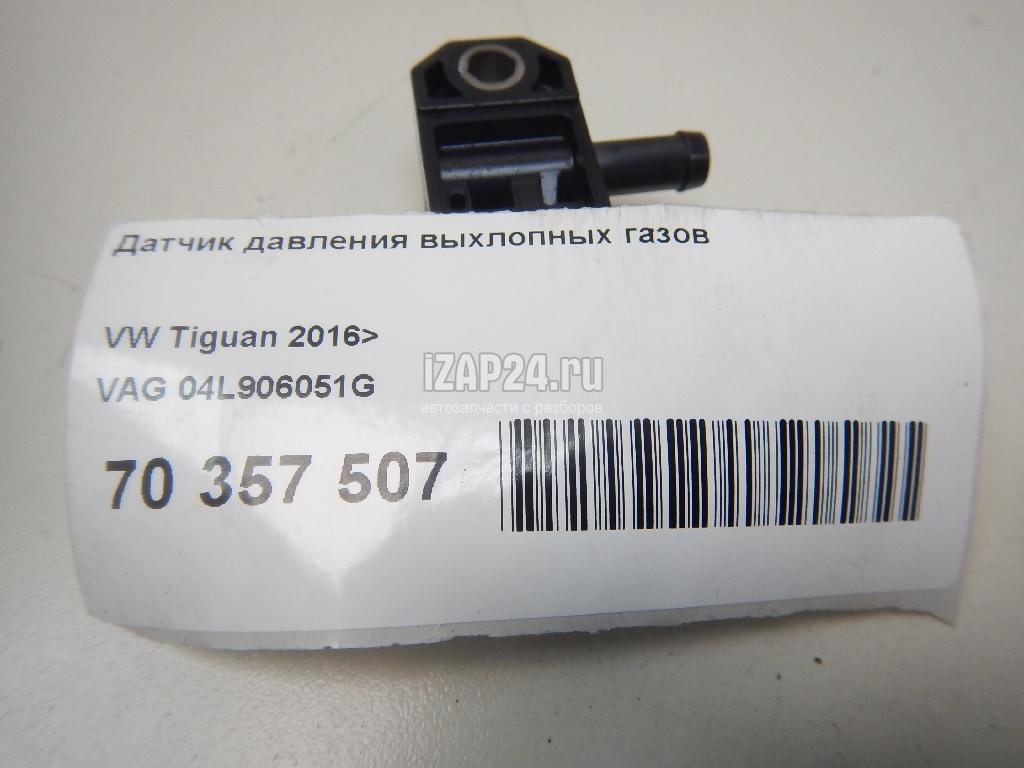 Датчик давления выхлопных газов
VW Tiguan 2016>
iZAP24.ru
VAG 04L906051G
автозапчасти с разборов
70 357 507